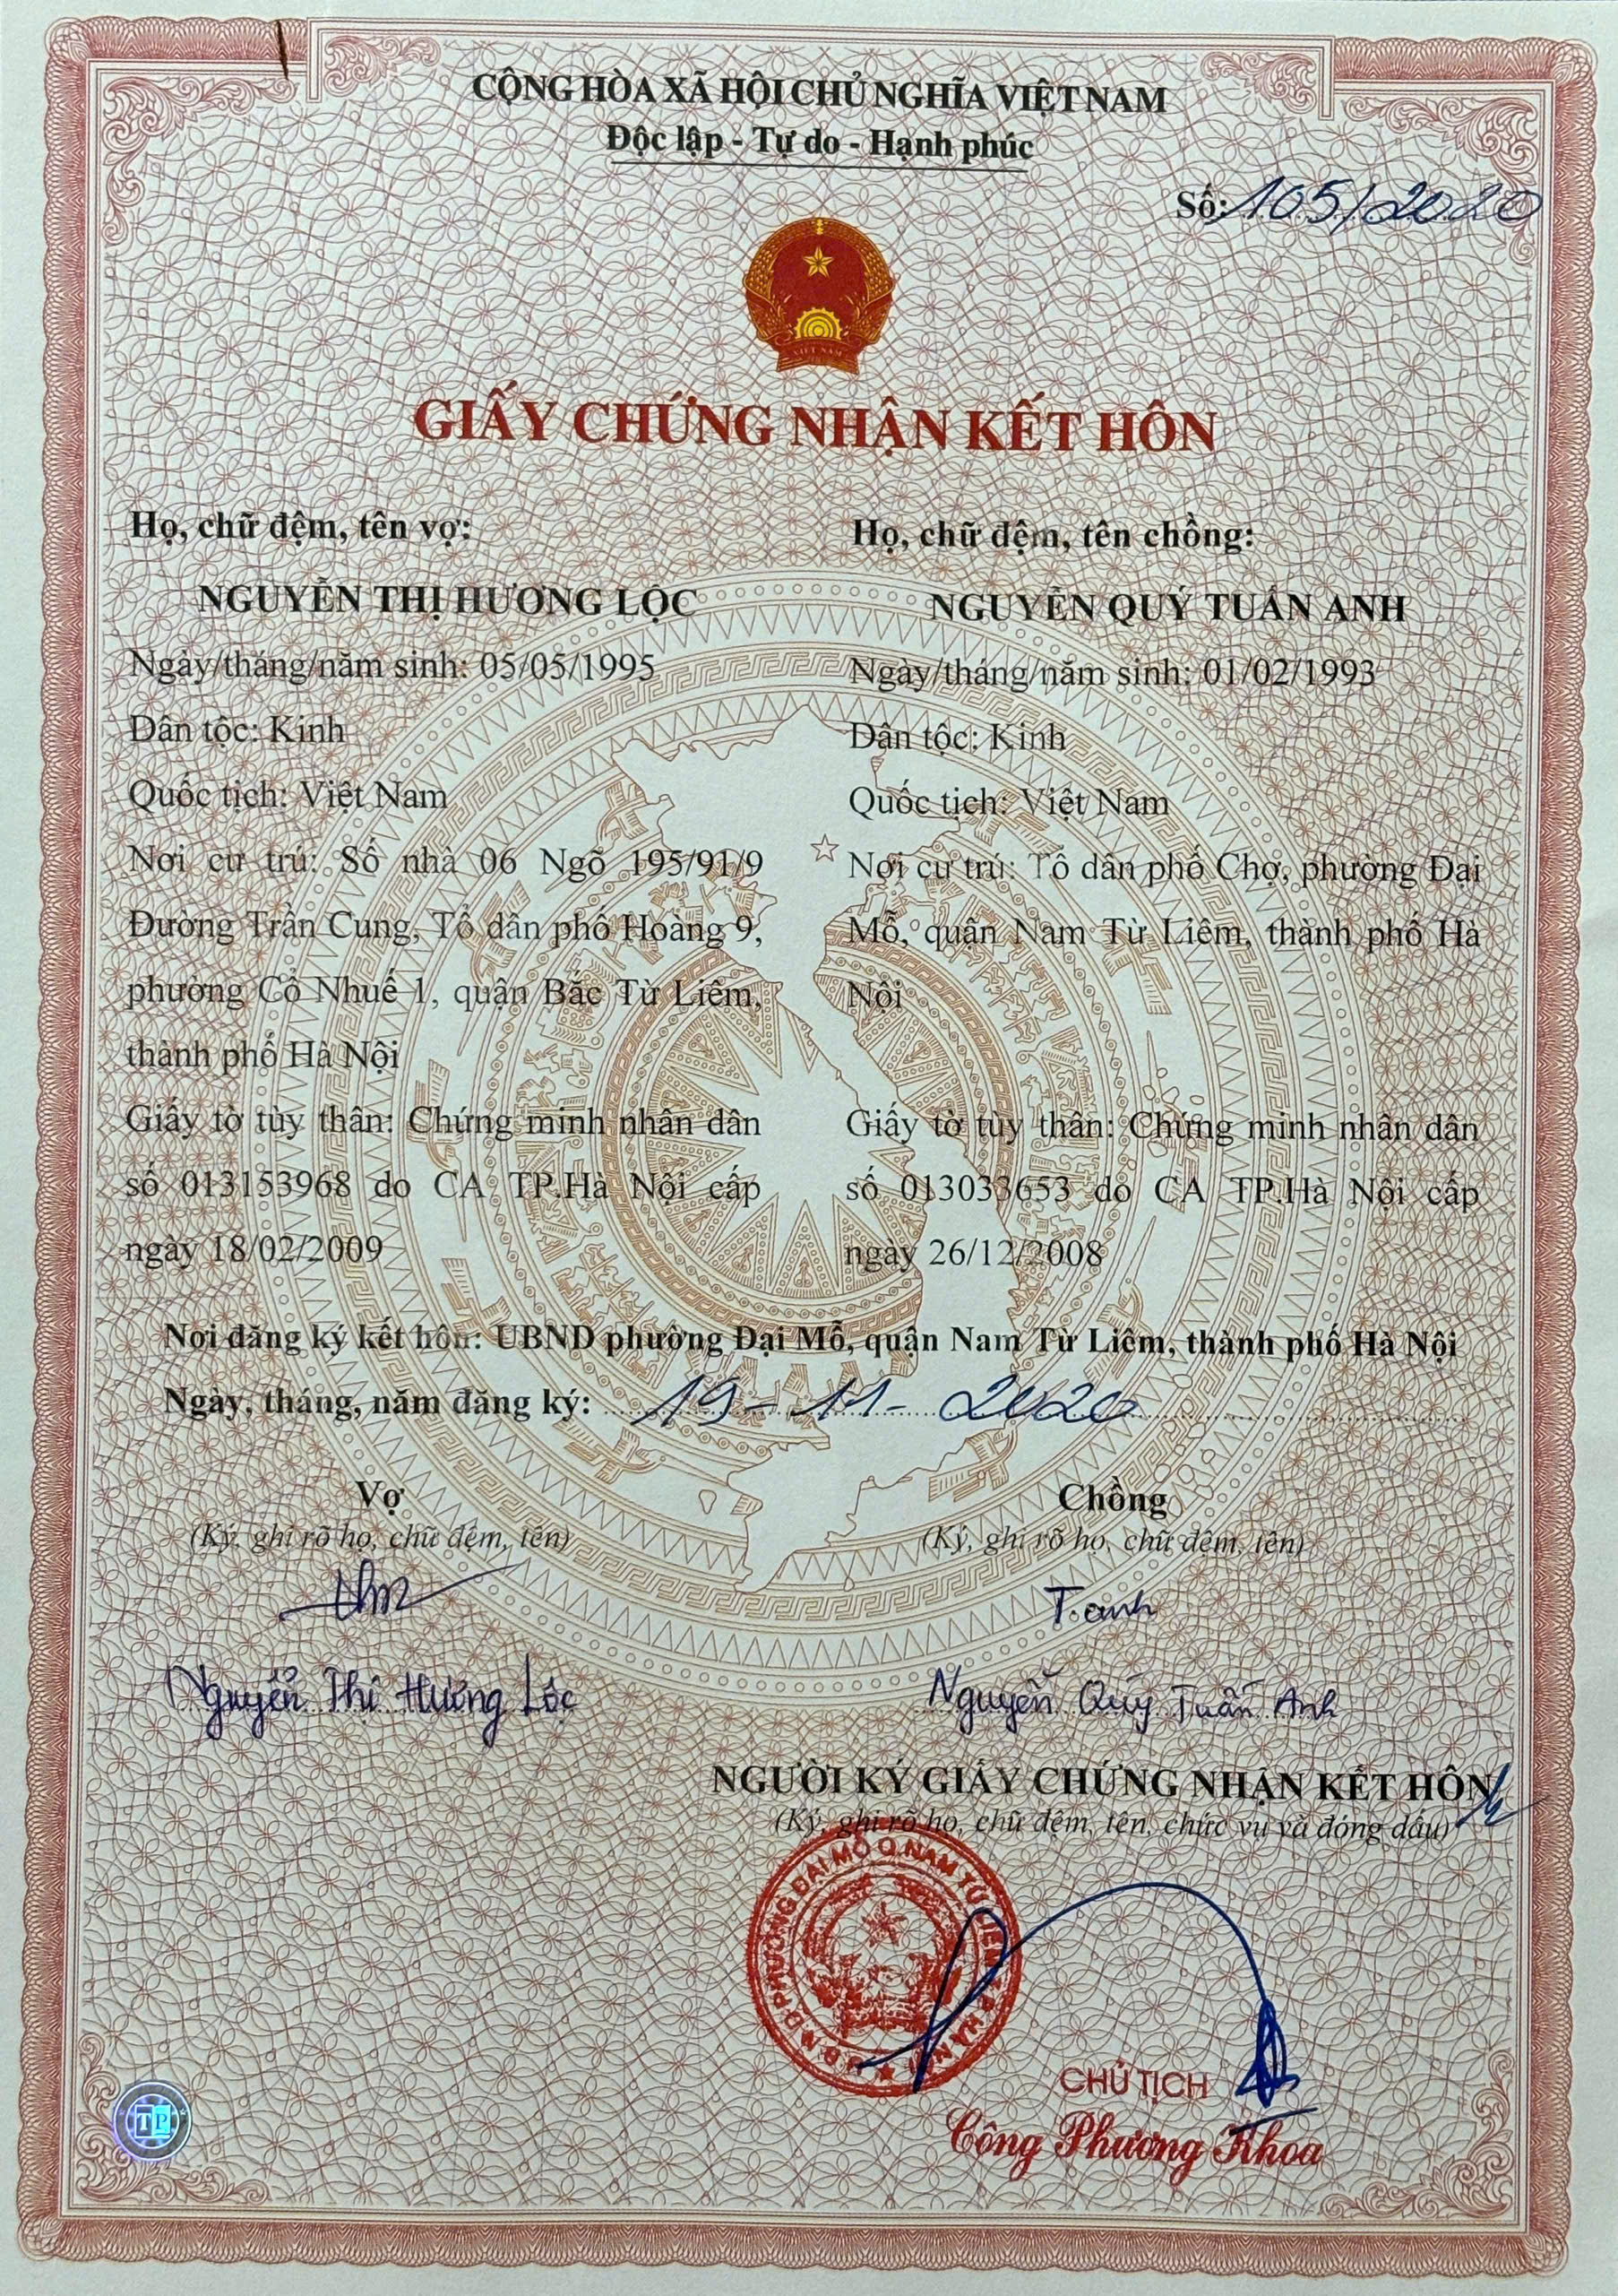 CỘNG HÒA XÃ HỘI CHỦ NGHĨA VIỆT NAM
Độc lập - Tự do - Hạnh phúc
Số: 105/2020
VIỆT NAM
GIẤY CHỨNG NHẬN KẾT HÔN
Họ, chữ đệm, tên vợ:
NGUYỄN THỊ HƯƠNG LỘC
Ngày/tháng/năm sinh: 05/05/1995
Dân tộc: Kinh
Quốc tịch: Việt Nam
Nơi cư trú: Số nhà 06 Ngõ 195/91/9
Đường Trần Cung, Tổ dân phố Hoàng 9,
phường Cổ Nhuế 1, quận Bắc Từ Liêm,
thành phố Hà Nội
Giấy tờ tùy thân: Chứng minh nhân dân
số 013153968 do CA TP.Hà Nội cấp
ngày 18/02/2009
Họ, chữ đệm, tên chồng:
NGUYỄN QUÝ TUẤN ANH
Ngày/tháng/năm sinh: 01/02/1993
Dân tộc: Kinh
Quốc tịch: Việt Nam
Nơi cư trú: Tổ dân phố Chợ, phường Đại
Mỗ, quận Nam Từ Liêm, thành phố Hà
Nội
Giấy tờ tùy thân: Chứng minh nhân dân
số 013033653 do CA TP.Hà Nội cấp
ngày 26/12/2008
Nơi đăng ký kết hôn: UBND phường Đại Mỗ, quận Nam Từ Liêm, thành phố Hà Nội
Ngày, tháng, năm đăng ký: 19-11-2020
Vợ
(Ký, ghi rõ họ, chữ đệm, tên)
Nguyễn Thị Hương Lộc
Chồng
(Ký, ghi rõ họ, chữ đệm, tên)
T.anh
Nguyễn Quý Tuấn Anh
NGƯỜI KÝ GIẤY CHỨNG NHẬN KẾT HÔN
(Ký, ghi rõ họ, chữ đệm, tên, chức vụ và đóng dấu)
U.B.N.D PHƯỜNG ĐẠI MỖ Q.NAM TỪ LIÊM T.P HÀ NỘI
CHỦ TỊCH
Công Phương Khoa
TP